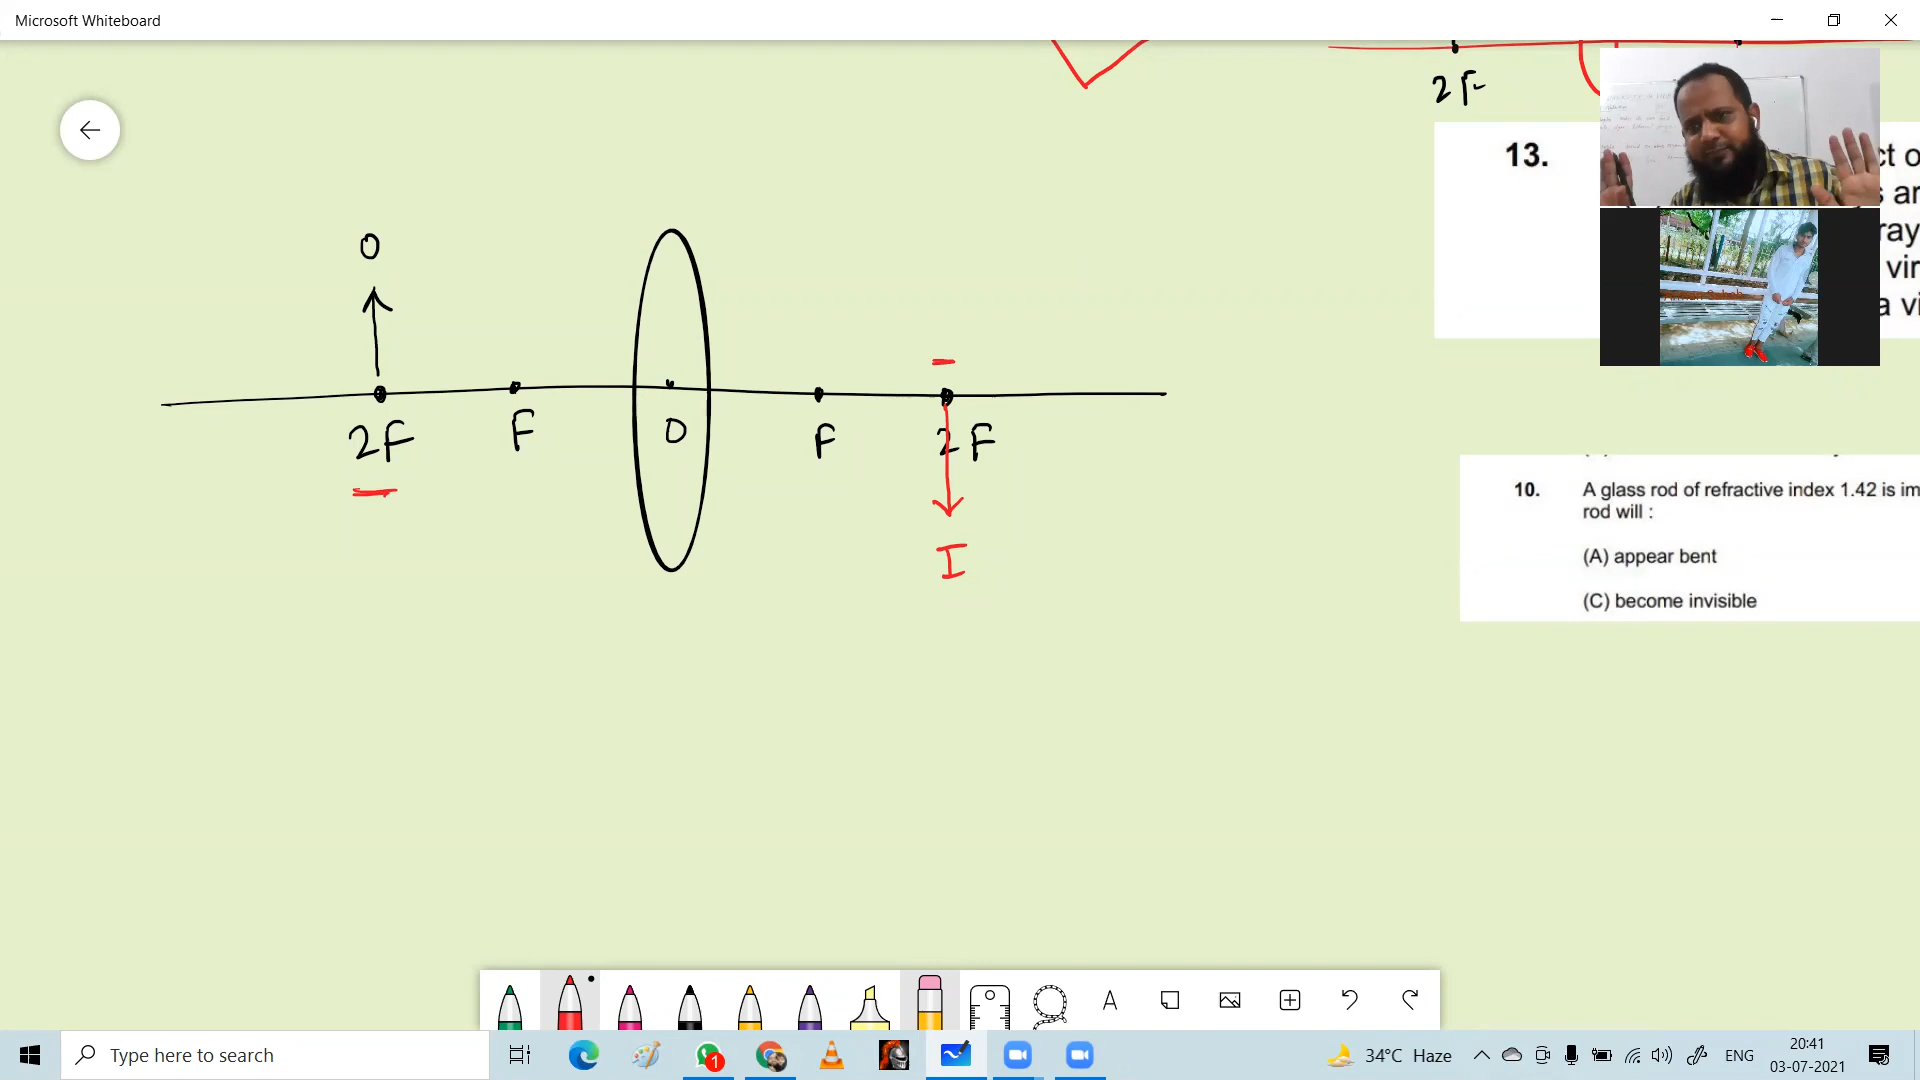 Microsoft Whiteboard
2F
13.
ct o
s ar
ray
vir
a vi
O
2F
F
O
F
2F
I
10. A glass rod of refractive index 1.42 is im
rod will :
(A) appear bent
(C) become invisible
A
Type here to search
1
34°C Haze
ENG
20:41
03-07-2021